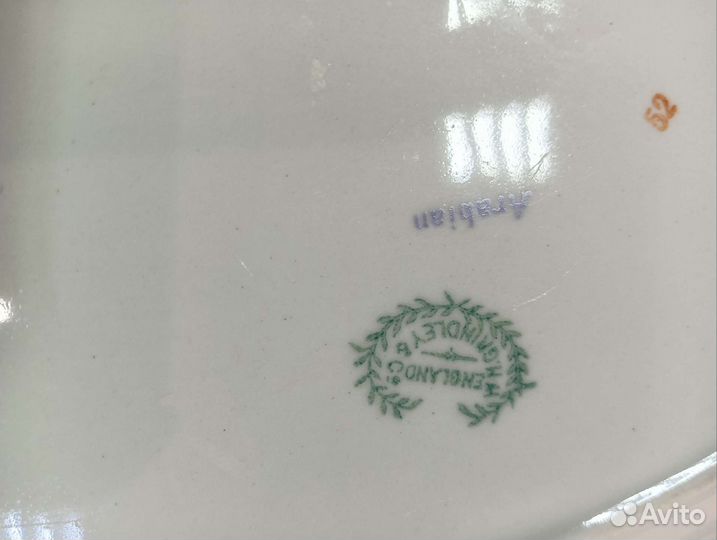 52
Arabian
W.H. GRINDLEY & Co.
ENGLAND
Avito